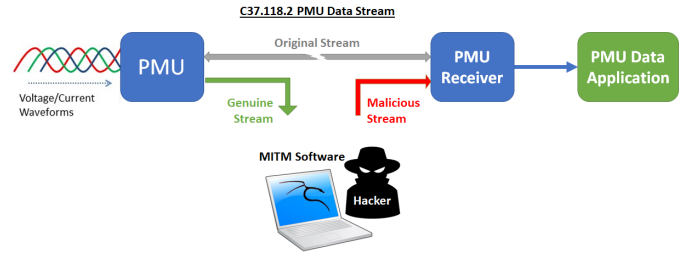 C37.118.2 PMU Data Stream
Original Stream
PMU
PMU
Receiver
PMU Data
Application
Voltage/Current
Waveforms
Genuine
Stream
Malicious
Stream
MITM Software
Hacker